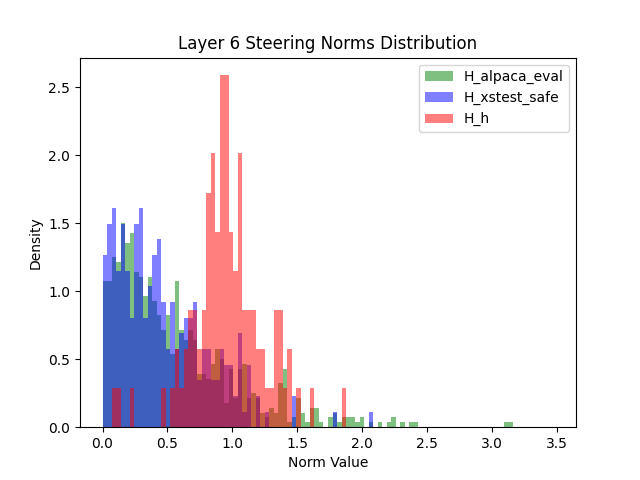 Layer 6 Steering Norms Distribution
H_alpaca_eval
H_xstest_safe
H_h
Density
2.5
2.0
1.5
1.0
0.5
0.0
0.0 0.5 1.0 1.5 2.0 2.5 3.0 3.5
Norm Value